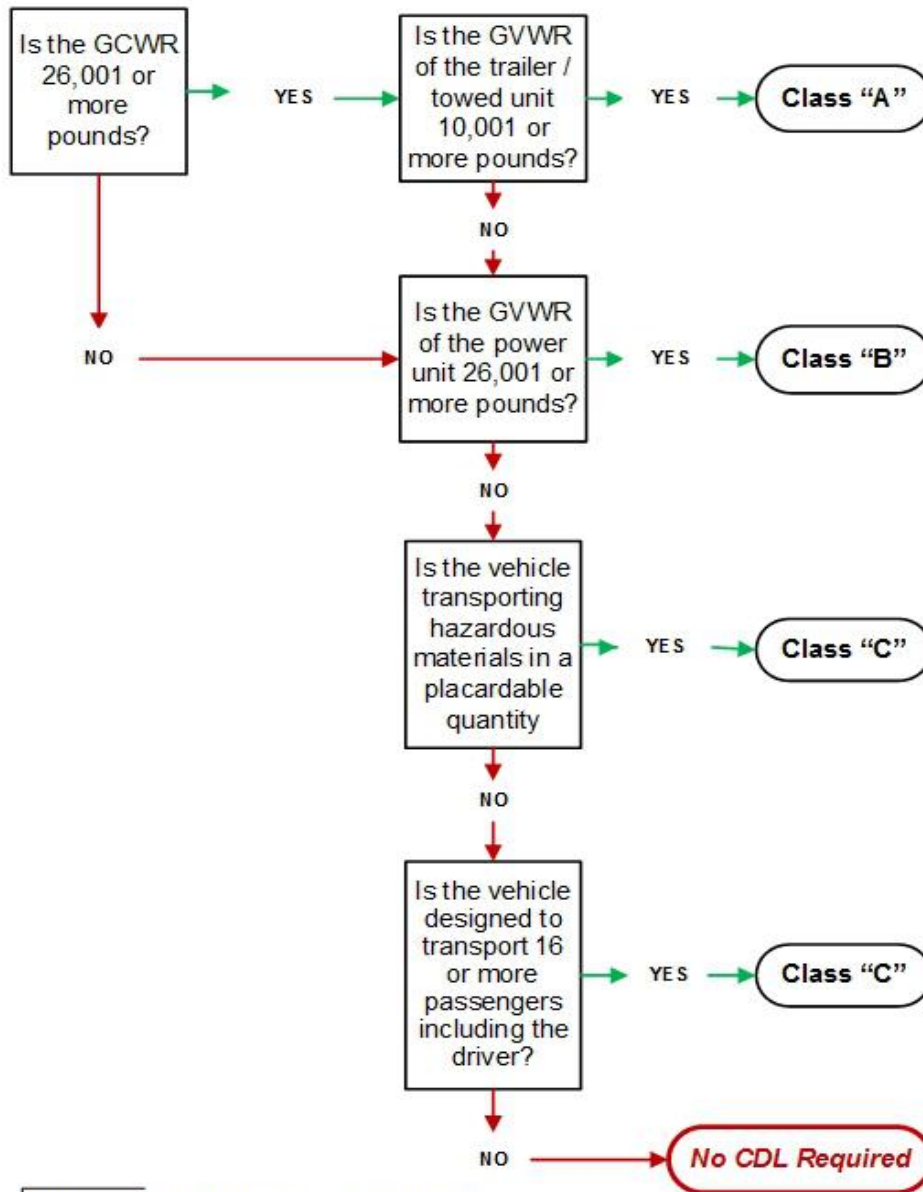 Is the GCWR
26,001 or
more
pounds?
YES
Is the GVWR
of the trailer /
towed unit
10,001 or
more pounds?
YES
Class “A”
NO
NO
Is the GVWR
of the power
unit 26,001 or
more pounds?
YES
Class “B”
NO
Is the vehicle
transporting
hazardous
materials in a
placardable
quantity
YES
Class “C”
NO
Is the vehicle
designed to
transport 16
or more
passengers
including the
driver?
YES
Class “C”
NO
No CDL Required